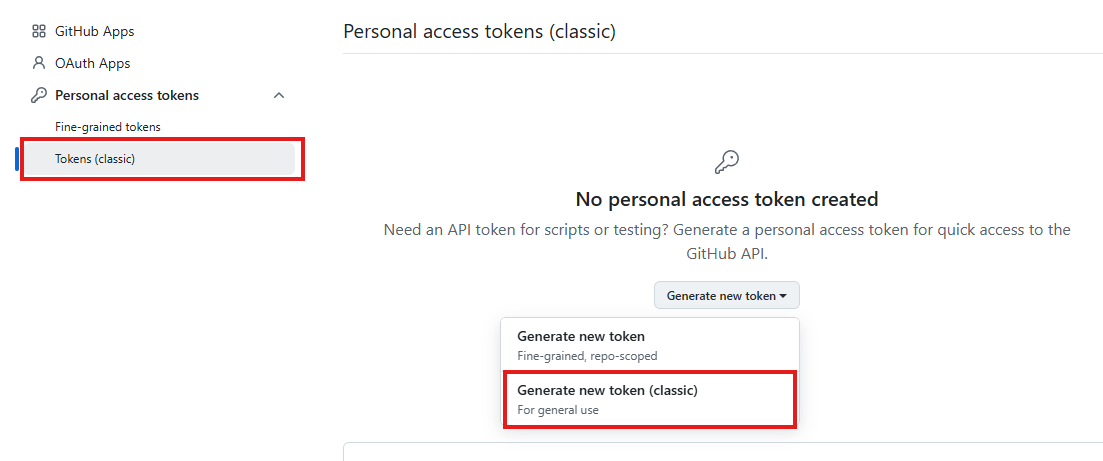 GitHub Apps
OAuth Apps
Personal access tokens
Fine-grained tokens
Tokens (classic)
Personal access tokens (classic)
No personal access token created
Need an API token for scripts or testing? Generate a personal access token for quick access to the
GitHub API.
Generate new token
Generate new token
Fine-grained, repo-scoped
Generate new token (classic)
For general use